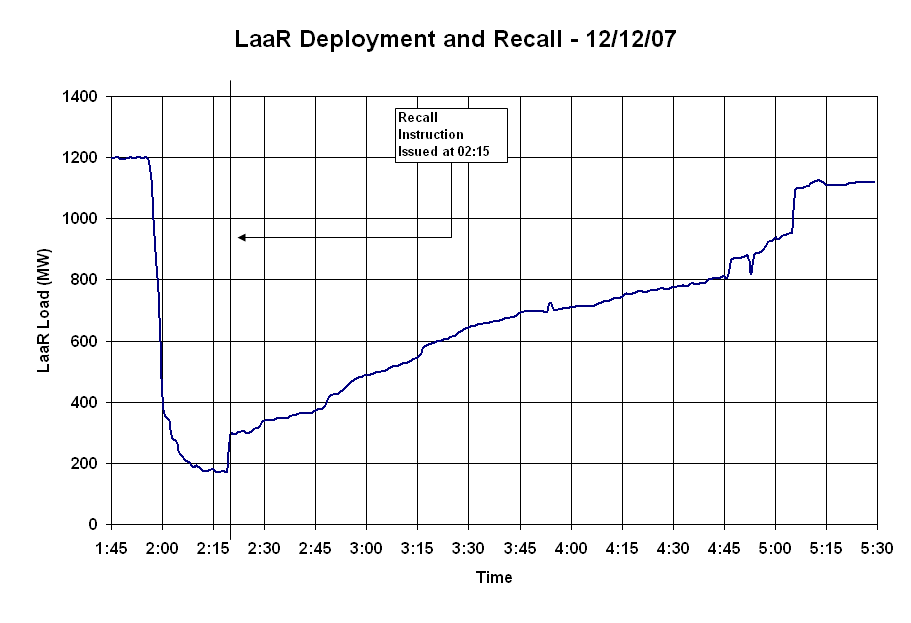 LaaR Deployment and Recall - 12/12/07
1400
1200
1000
800
600
400
200
0
Recall
Instruction
Issued at 02:15
LaaR Load (MW)
1:45 2:00 2:15 2:30 2:45 3:00 3:15 3:30 3:45 4:00 4:15 4:30 4:45 5:00 5:15 5:30
Time